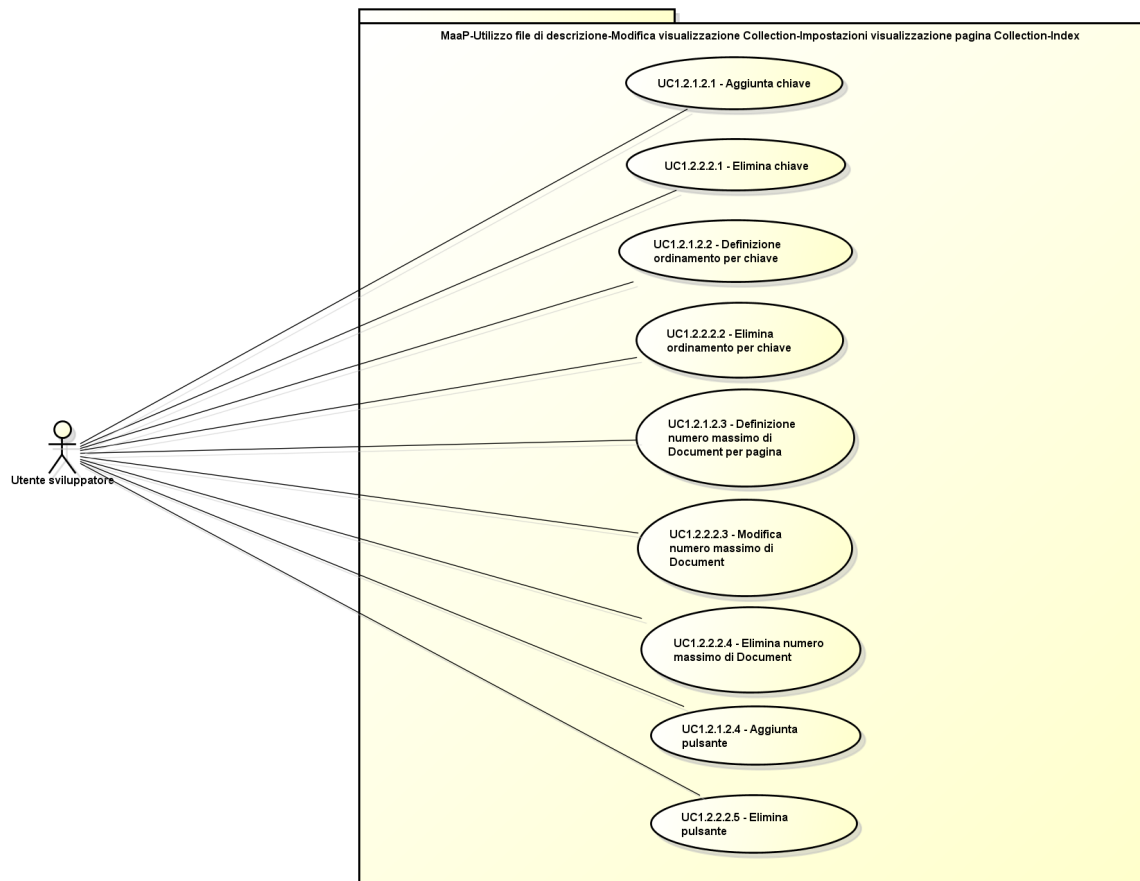 MaaP-Utilizzo file di descrizione-Modifica visualizzazione Collection-Impostazioni visualizzazione pagina Collection-Index
UC1.2.1.2.1 - Aggiunta chiave
UC1.2.2.2.1 - Elimina chiave
UC1.2.1.2.2 - Definizione
ordinamento per chiave
UC1.2.2.2.2 - Elimina
ordinamento per chiave
UC1.2.1.2.3 - Definizione
numero massimo di
Document per pagina
Utente sviluppatore
UC1.2.2.2.3 - Modifica
numero massimo di
Document
UC1.2.2.2.4 - Elimina numero
massimo di Document
UC1.2.1.2.4 - Aggiunta
pulsante
UC1.2.2.2.5 - Elimina
pulsante